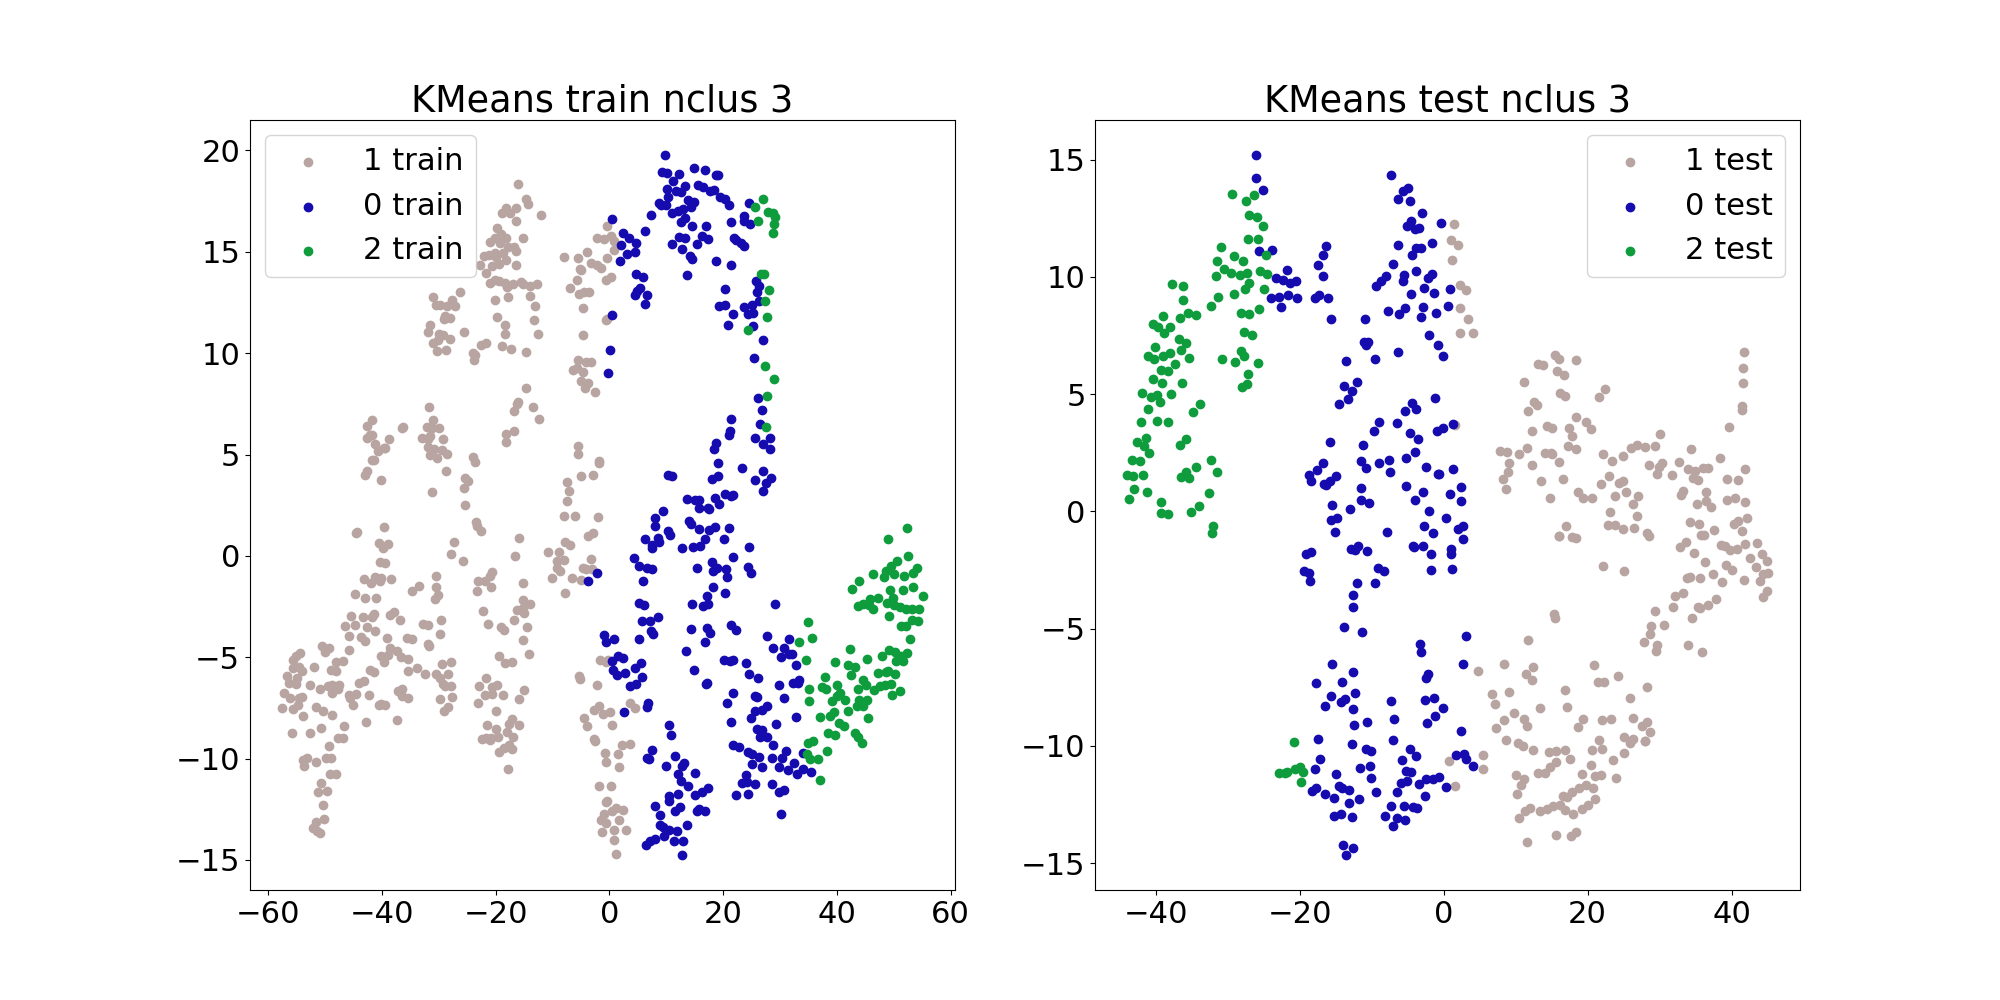 KMeans train nclus 3
1 train
0 train
2 train
20
15
10
5
0
−5
−10
−15
−60 −40 −20 0 20 40 60
KMeans test nclus 3
1 test
0 test
2 test
15
10
5
0
−5
−10
−15
−40 −20 0 20 40